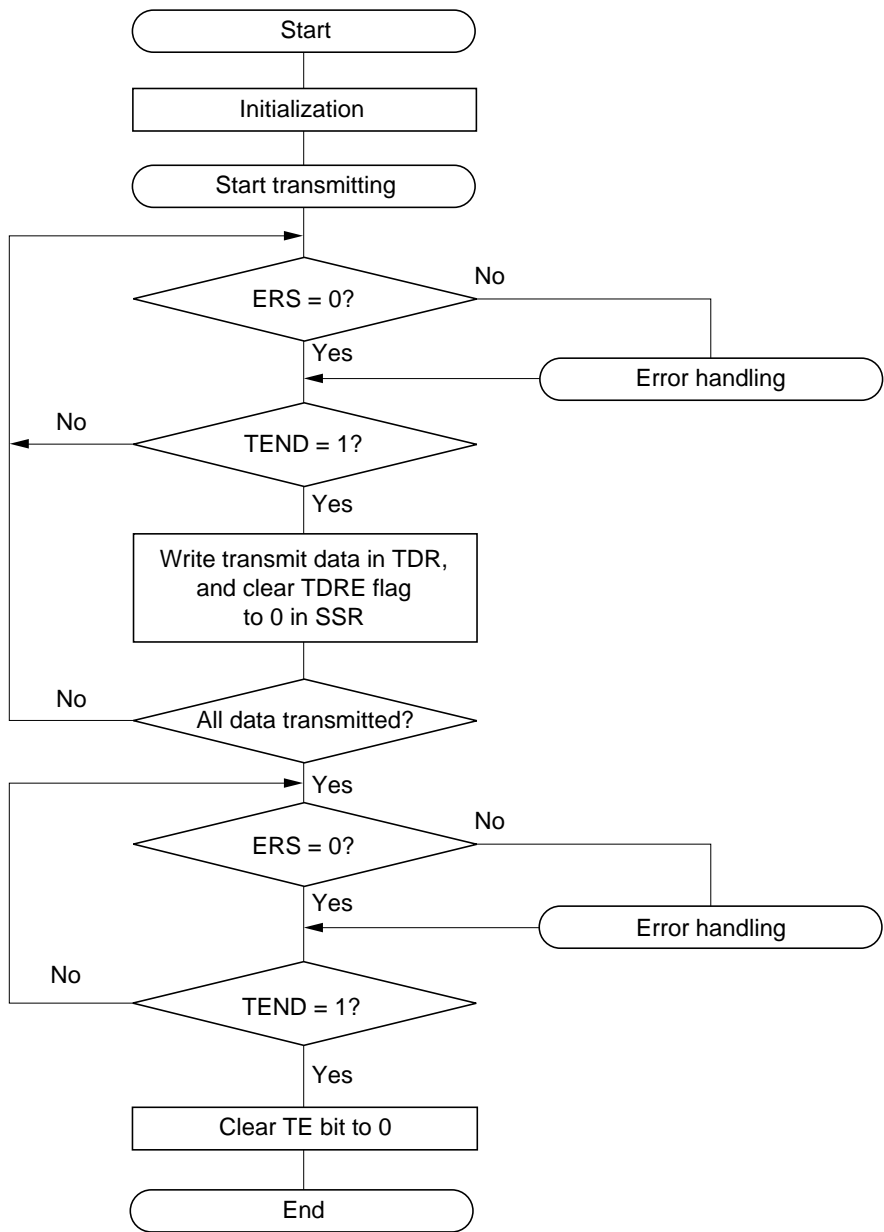 Start
Initialization
Start transmitting
No
ERS = 0?
Yes
Error handling
No
TEND = 1?
Yes
Write transmit data in TDR,
and clear TDRE flag
to 0 in SSR
No
All data transmitted?
Yes
No
ERS = 0?
Yes
Error handling
No
TEND = 1?
Yes
Clear TE bit to 0
End